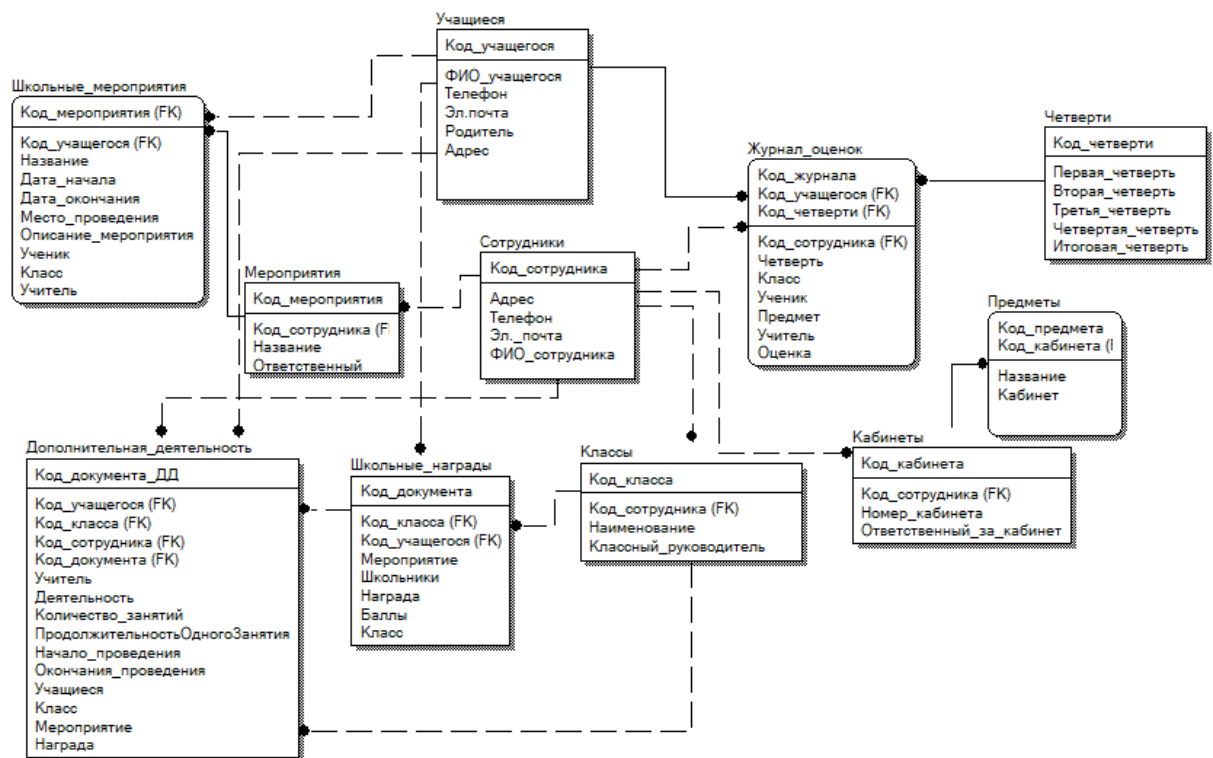 Учащиеся
Код_учащегося
ФИО_учащегося
Телефон
Эл.почта
Родитель
Адрес
Школьные_мероприятия
Код_мероприятия (FK)
Код_учащегося (FK)
Название
Дата_начала
Дата_окончания
Место_проведения
Описание_мероприятия
Ученик
Класс
Учитель
Четверти
Код_четверти
Первая_четверть
Вторая_четверть
Третья_четверть
Четвертая_четверть
Итоговая_четверть
Журнал_оценок
Код_журнала
Код_учащегося (FK)
Код_четверти (FK)
Код_сотрудника (FK)
Четверть
Класс
Ученик
Предмет
Учитель
Оценка
Сотрудники
Код_сотрудника
Адрес
Телефон
Эл._почта
ФИО_сотрудника
Мероприятия
Код_мероприятия
Код_сотрудника (F
Название
Ответственный
Предметы
Код_предмета
Код_кабинета (
Название
Кабинет
Дополнительная_деятельность
Код_документа_ДД
Код_учащегося (FK)
Код_класса (FK)
Код_сотрудника (FK)
Код_документа (FK)
Учитель
Деятельность
Количество_занятий
ПродолжительностьОдногоЗанятия
Начало_проведения
Окончания_проведения
Учащиеся
Класс
Мероприятие
Награда
Школьные_награды
Код_документа
Код_класса (FK)
Код_учащегося (FK)
Мероприятие
Школьники
Награда
Баллы
Класс
Классы
Код_класса
Код_сотрудника (FK)
Наименование
Классный_руководитель
Кабинеты
Код_кабинета
Код_сотрудника (FK)
Номер_кабинета
Ответственный_за_кабинет